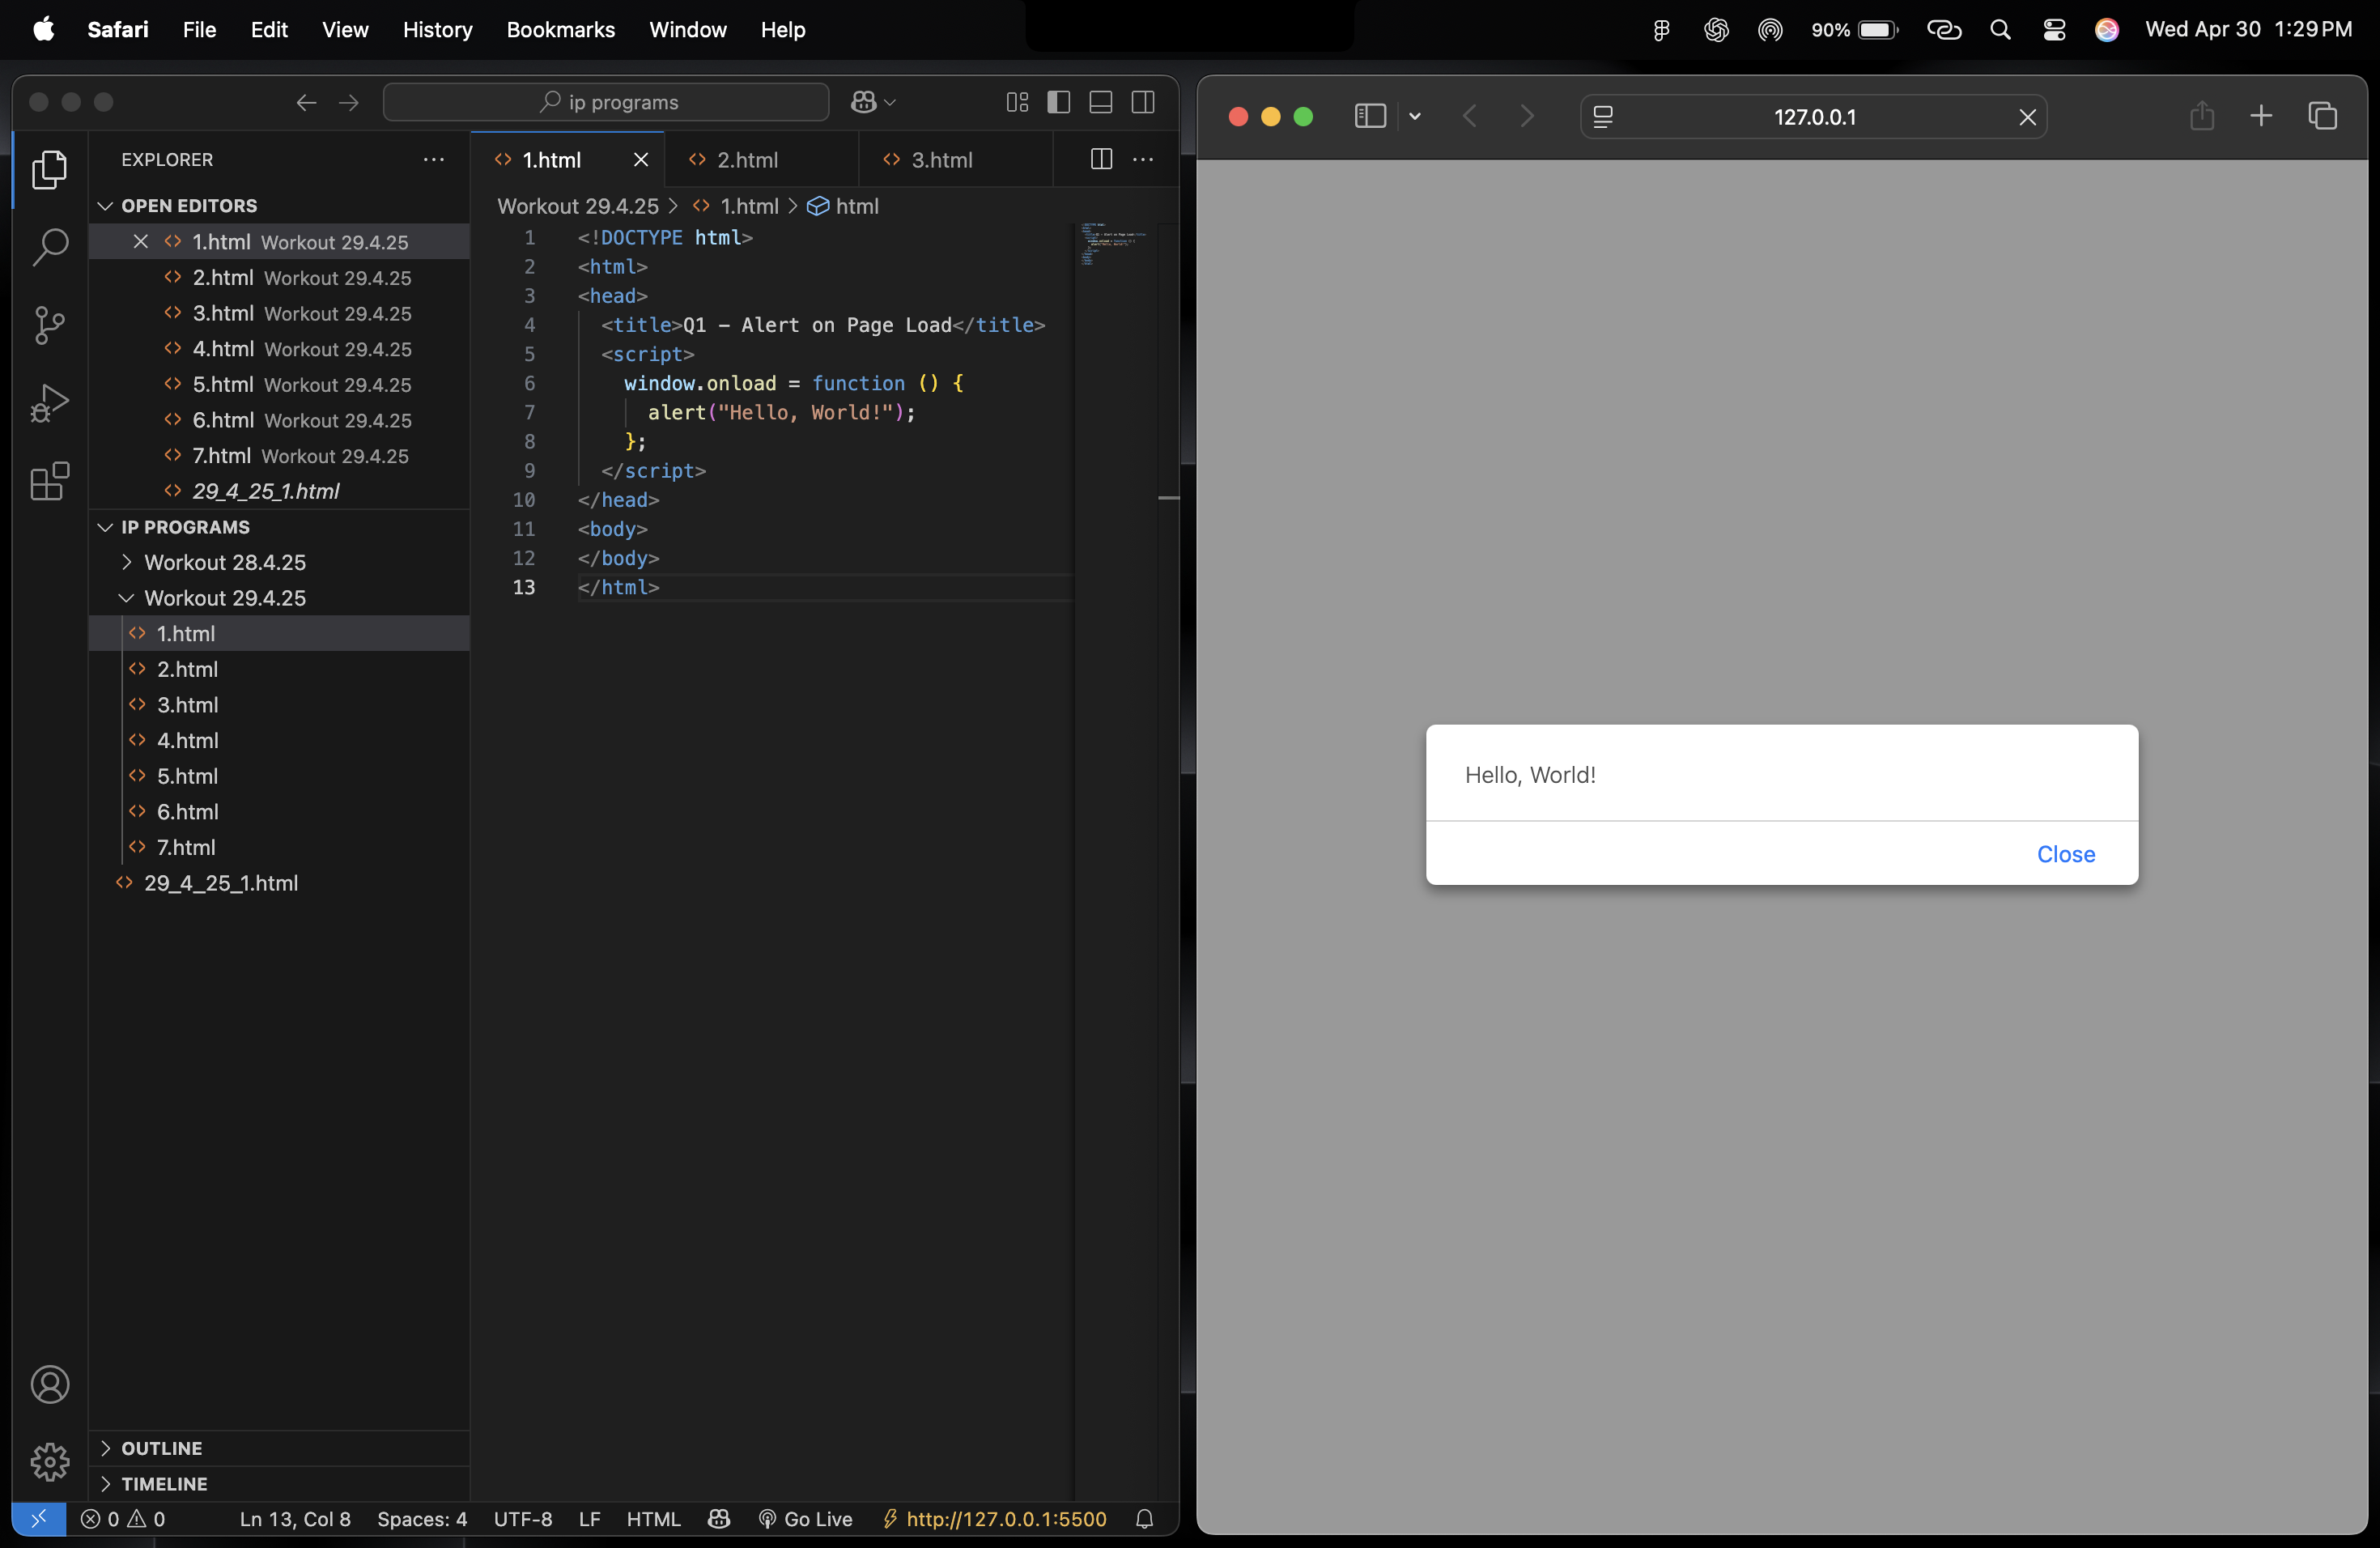 Safari File Edit View History Bookmarks Window Help 90% Wed Apr 30 1:29 PM
ip programs
127.0.0.1
EXPLORER
OPEN EDITORS
1.html Workout 29.4.25
2.html Workout 29.4.25
3.html Workout 29.4.25
4.html Workout 29.4.25
5.html Workout 29.4.25
6.html Workout 29.4.25
7.html Workout 29.4.25
29_4_25_1.html
IP PROGRAMS
Workout 28.4.25
Workout 29.4.25
1.html
2.html
3.html
4.html
5.html
6.html
7.html
29_4_25_1.html
OUTLINE
TIMELINE
1.html 2.html 3.html
Workout 29.4.25 > 1.html > html
1 <!DOCTYPE html>
2 <html>
3 <head>
4 <title>Q1 – Alert on Page Load</title>
5 <script>
6 window.onload = function () {
7 alert("Hello, World!");
8 };
9 </script>
10 </head>
11 <body>
12 </body>
13 </html>
Hello, World!
Close
0 0 Ln 13, Col 8 Spaces: 4 UTF-8 LF HTML Go Live http://127.0.0.1:5500